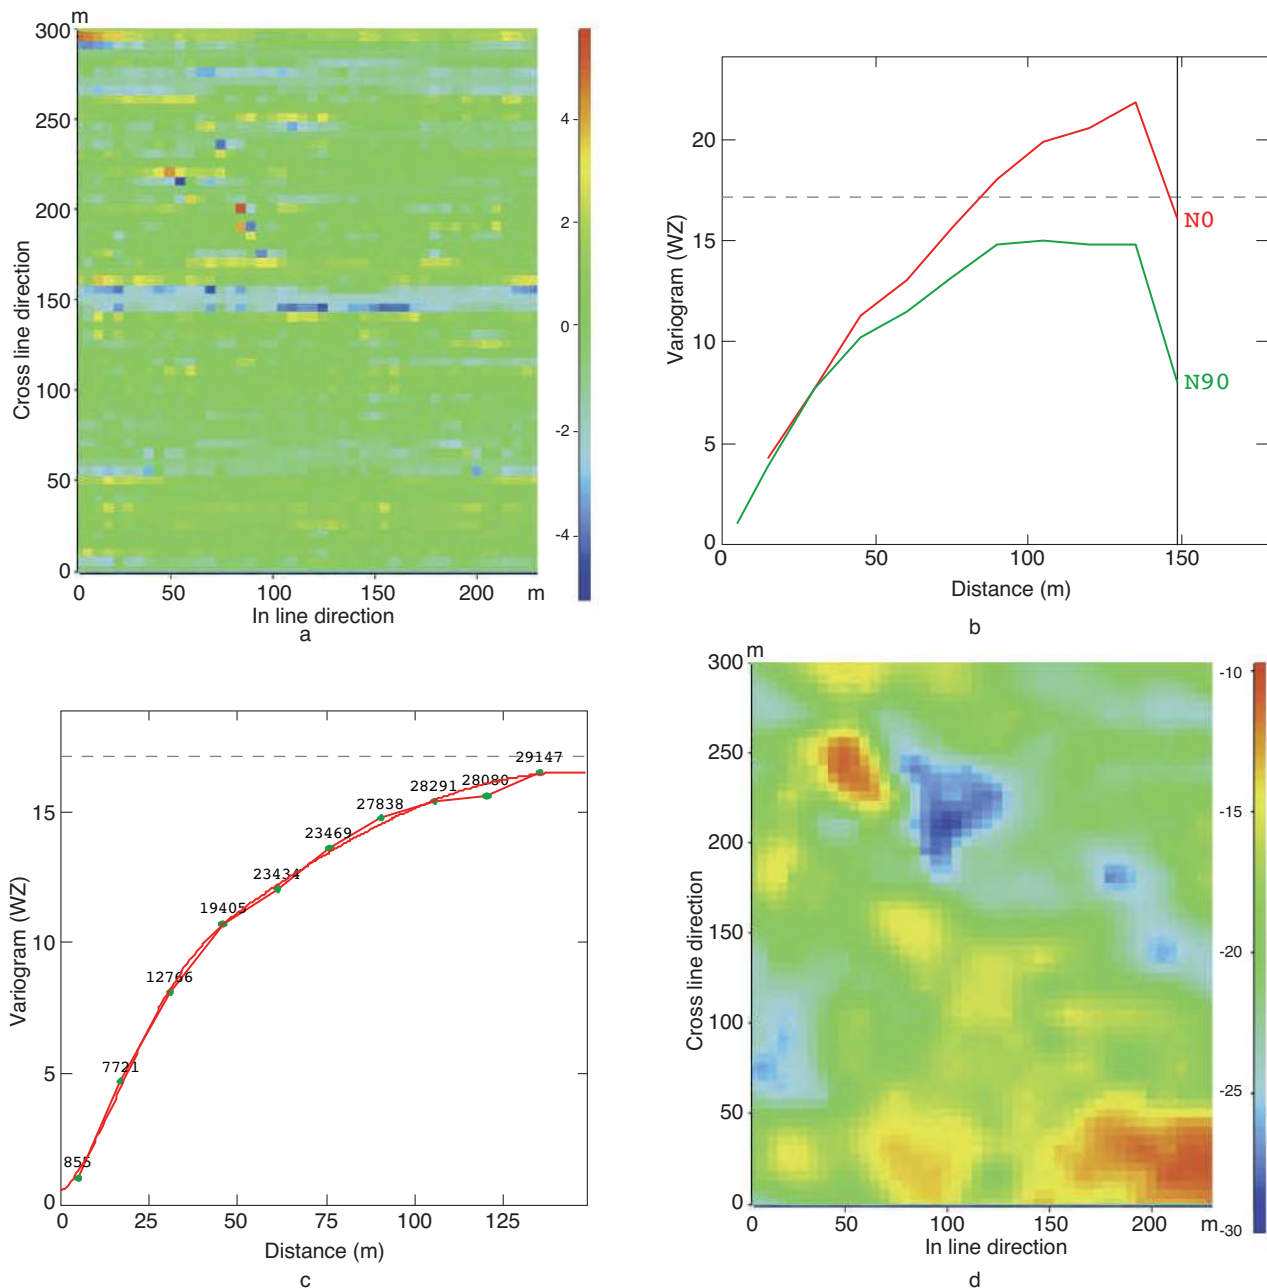 m
300
250
200
150
100
50
0
0 50 100 150 200 m
Cross line direction
In line direction
4
2
0
-2
-4
a
20
15
10
5
0
0 50 100 150
Variogram (WZ)
Distance (m)
N0
N90
b
15
10
5
0
0 25 50 75 100 125
Variogram (WZ)
Distance (m)
855
7721
12766
19405
23434
23469
27838
28291
28080
29147
c
m
300
250
200
150
100
50
0
0 50 100 150 200 m
Cross line direction
In line direction
-10
-15
-20
-25
-30
d